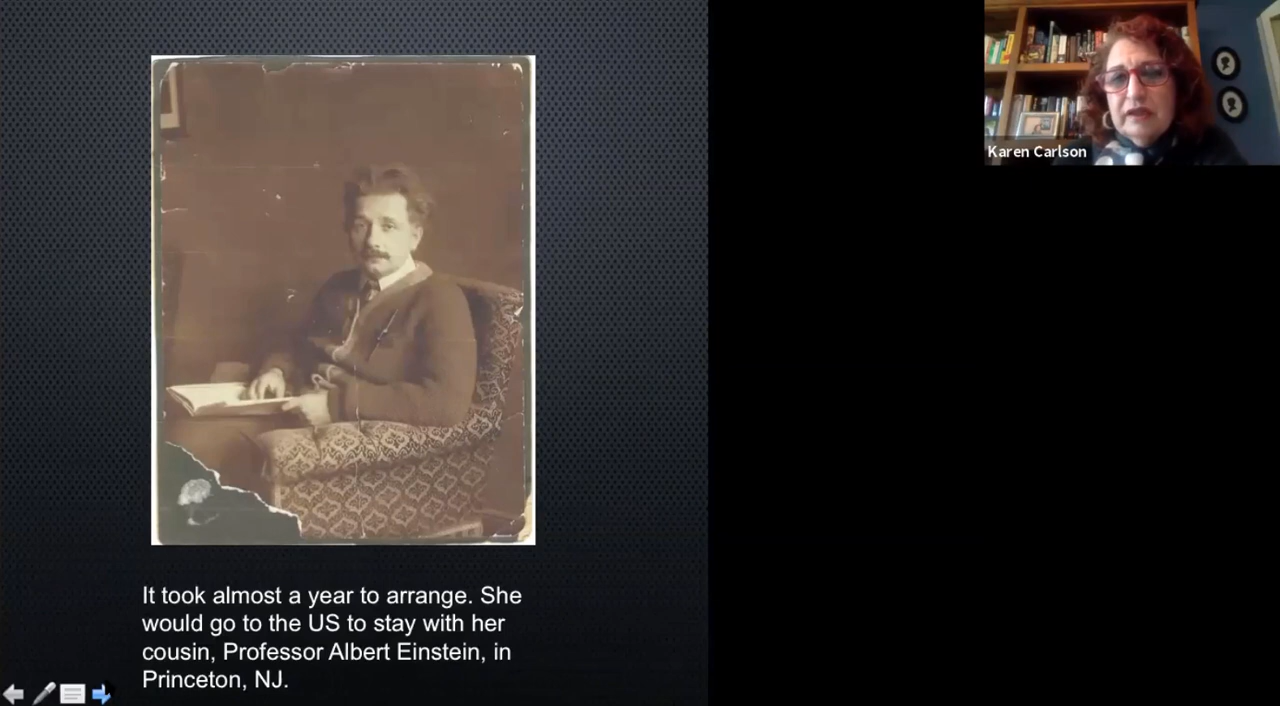 It took almost a year to arrange. She
would go to the US to stay with her
cousin, Professor Albert Einstein, in
Princeton, NJ.
Karen Carlson